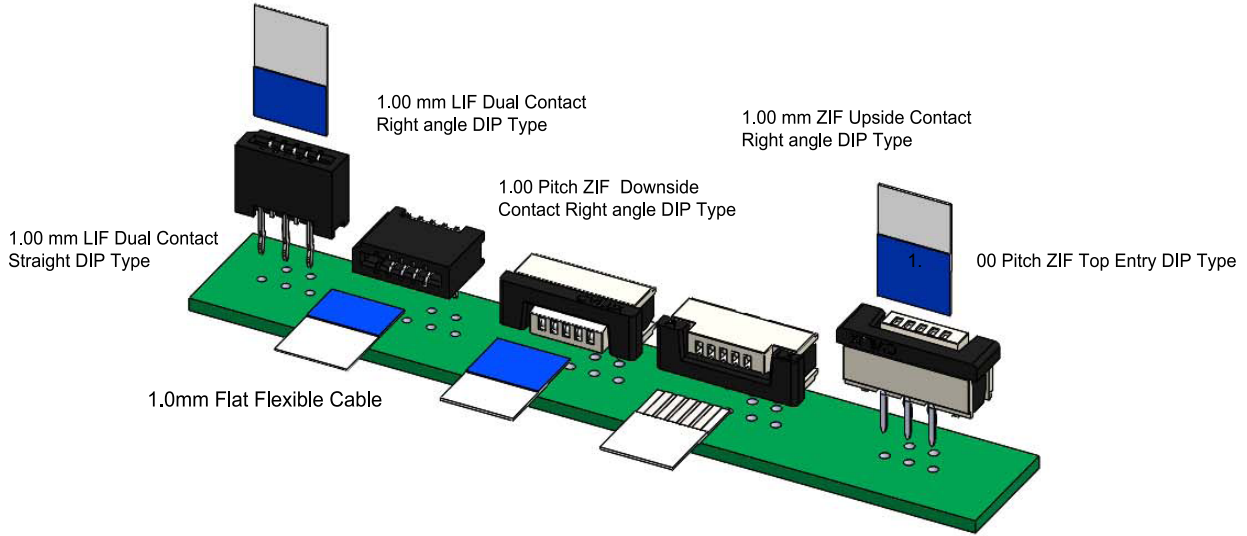 1.00 mm LIF Dual Contact
Right angle DIP Type
1.00 mm ZIF Upside Contact
Right angle DIP Type
1.00 Pitch ZIF Downside
Contact Right angle DIP Type
1.00 mm LIF Dual Contact
Straight DIP Type
1. 00 Pitch ZIF Top Entry DIP Type
1.0mm Flat Flexible Cable